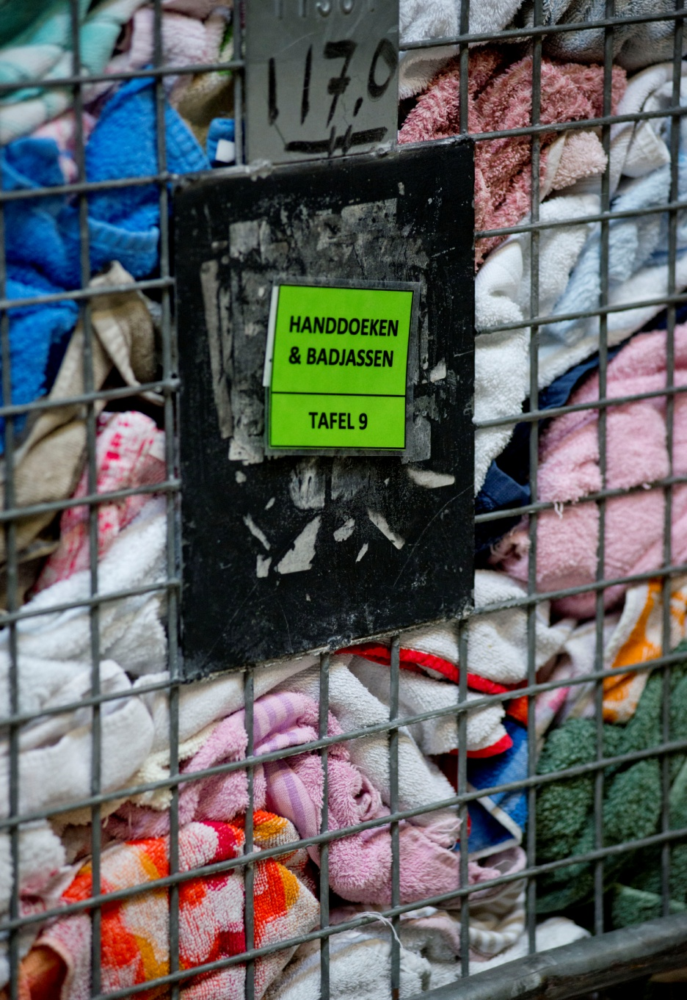 117,0
HANDDOEKEN
& BADJASSEN
TAFEL 9